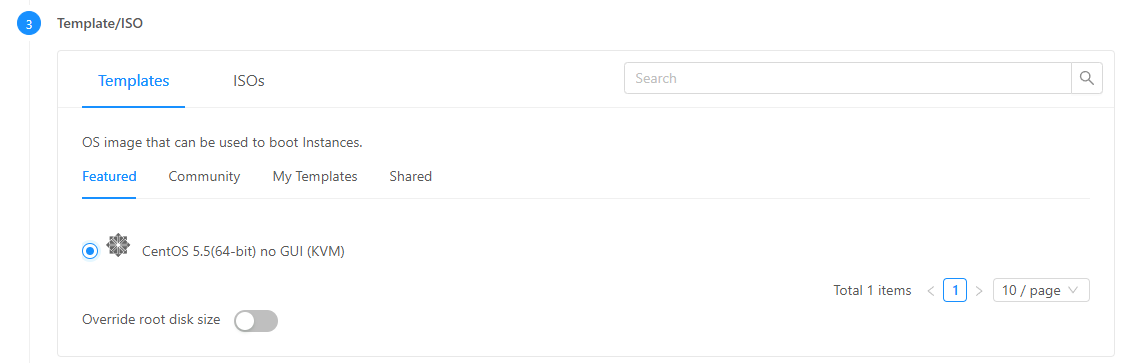 3 Template/ISO
Templates ISOs Search
OS image that can be used to boot Instances.
Featured Community My Templates Shared
CentOS 5.5(64-bit) no GUI (KVM)
Total 1 items < 1 > 10 / page
Override root disk size